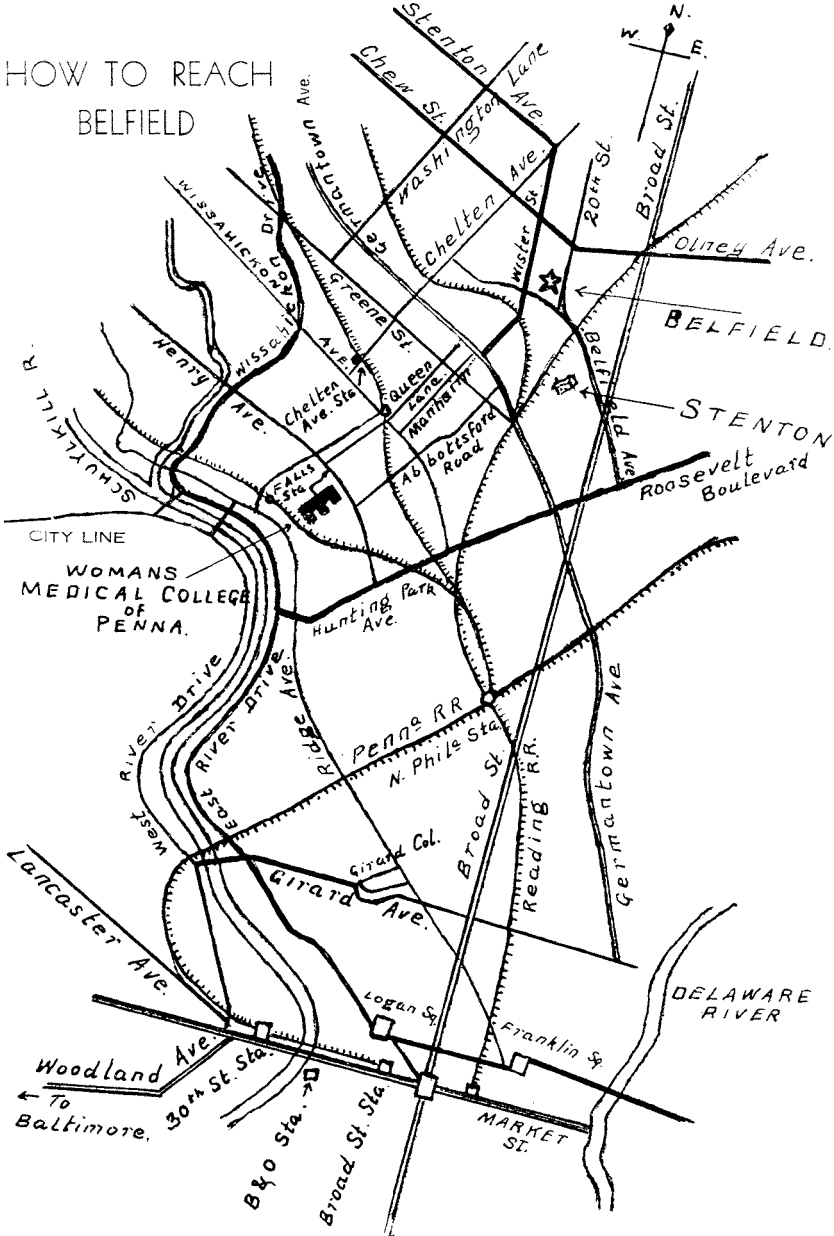 HOW TO REACH
BELFIELD
N.
W.
E.
Stenton Ave.
Chew St.
Washington Lane
Germantown Ave.
Chelten Ave.
Wister St.
20th St.
Broad St.
Olney Ave.
Wissahickon Drive
WISSAHICKON AVE.
Greene St.
BELFIELD.
Belfield Ave
STENTON
Henry Ave.
Chelten
Ave. Sta
QUEEN
LANE
Manheim
Abbottsford
Road
FALLS
Sta
SCHUYLKILL R.
Roosevelt
Boulevard
CITY LINE
WOMANS
MEDICAL COLLEGE
OF
PENNA.
Hunting Park
Ave.
West River Drive
East River Drive
Ridge Ave.
Penna RR
N. Phila Sta.
Broad St.
Reading R.R.
Germantown Ave
Girard Col.
Girard Ave.
Lancaster Ave.
Logan Sq.
Franklin Sq.
DELAWARE
RIVER
Woodland Ave.
← To
Baltimore.
30th St. Sta.
B&O Sta.
Broad St. Sta.
MARKET
ST.